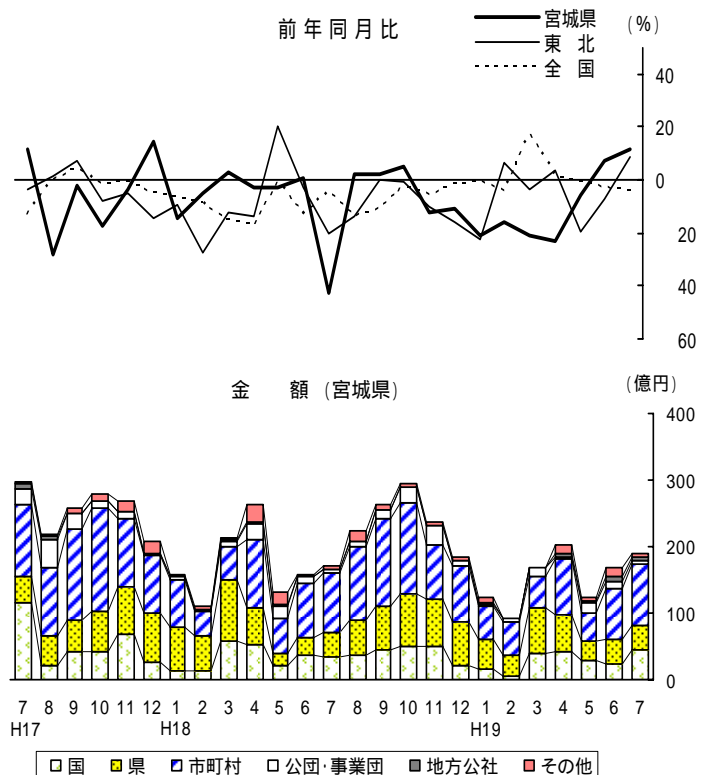 前年同月比
宮城県
東 北
全 国
(%)
40
20
0
20
40
60
金 額 (宮城県)
(億円)
400
300
200
100
0
7 8 9 10 11 12 1 2 3 4 5 6 7 8 9 10 11 12 1 2 3 4 5 6 7
H17 H18 H19
国 県 市町村 公団・事業団 地方公社 その他